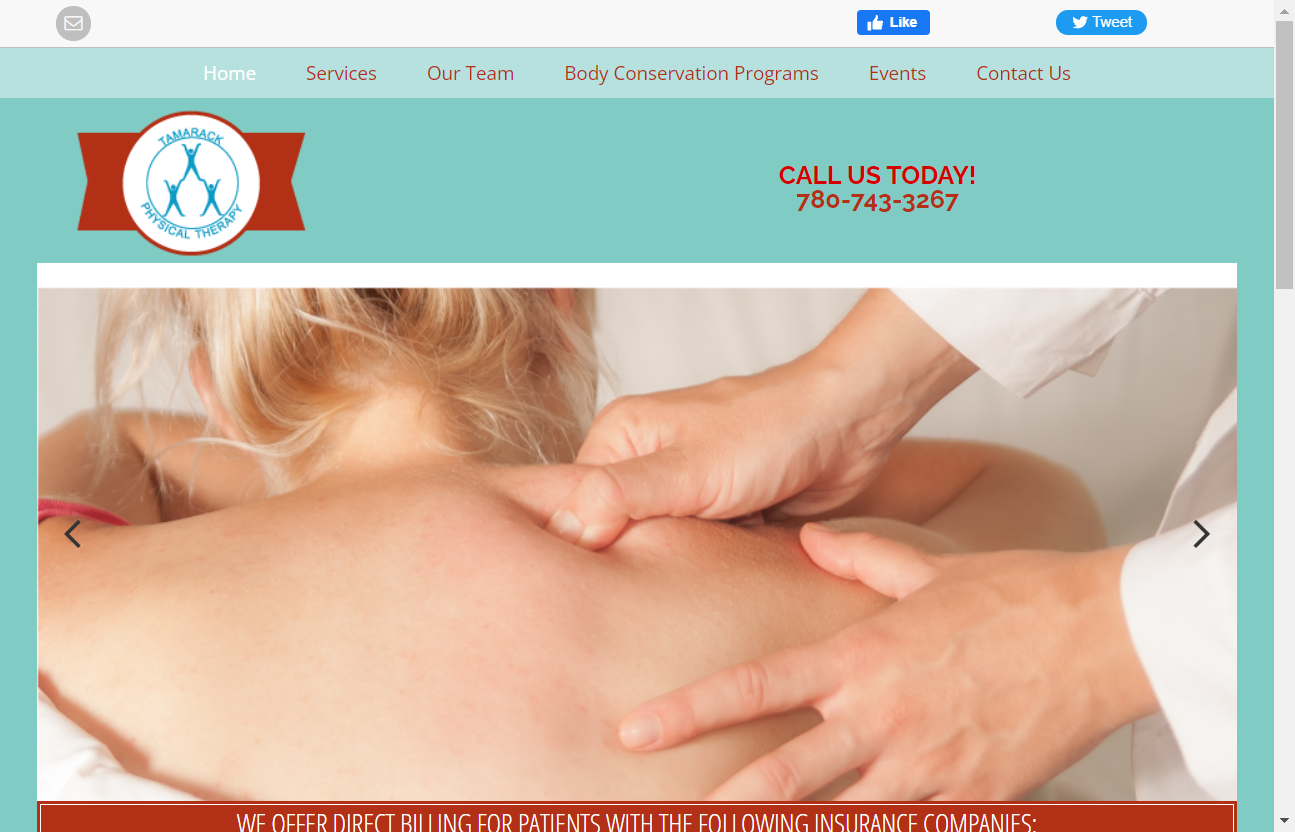 Like
Tweet
Home Services Our Team Body Conservation Programs Events Contact Us
TAMARACK
PHYSICAL THERAPY
CALL US TODAY!
780-743-3267
WE OFFER DIRECT BILLING FOR PATIENTS WITH THE FOLLOWING INSURANCE COMPANIES: